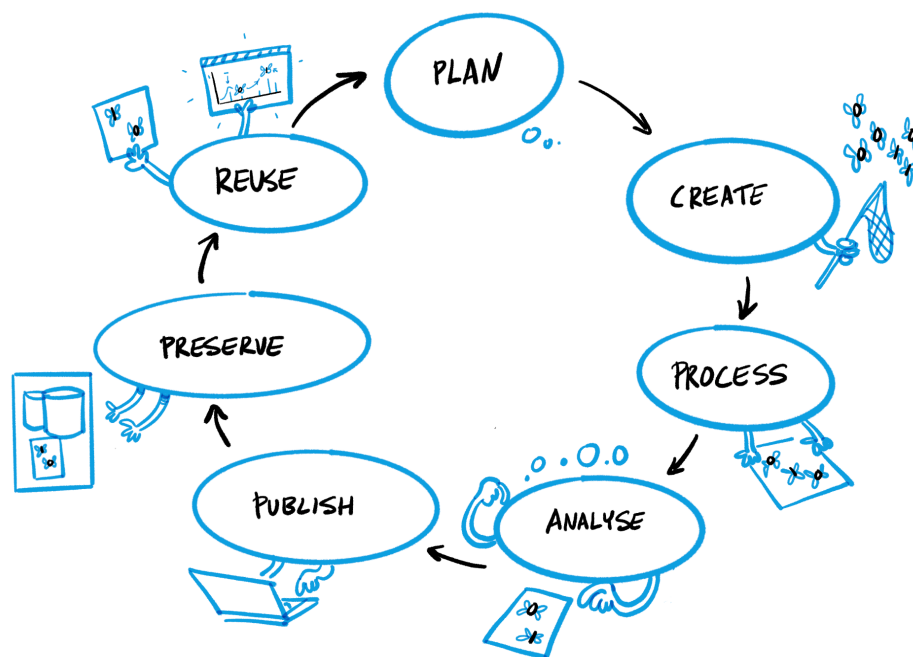 PLAN
CREATE
PROCESS
ANALYSE
PUBLISH
PRESERVE
REUSE